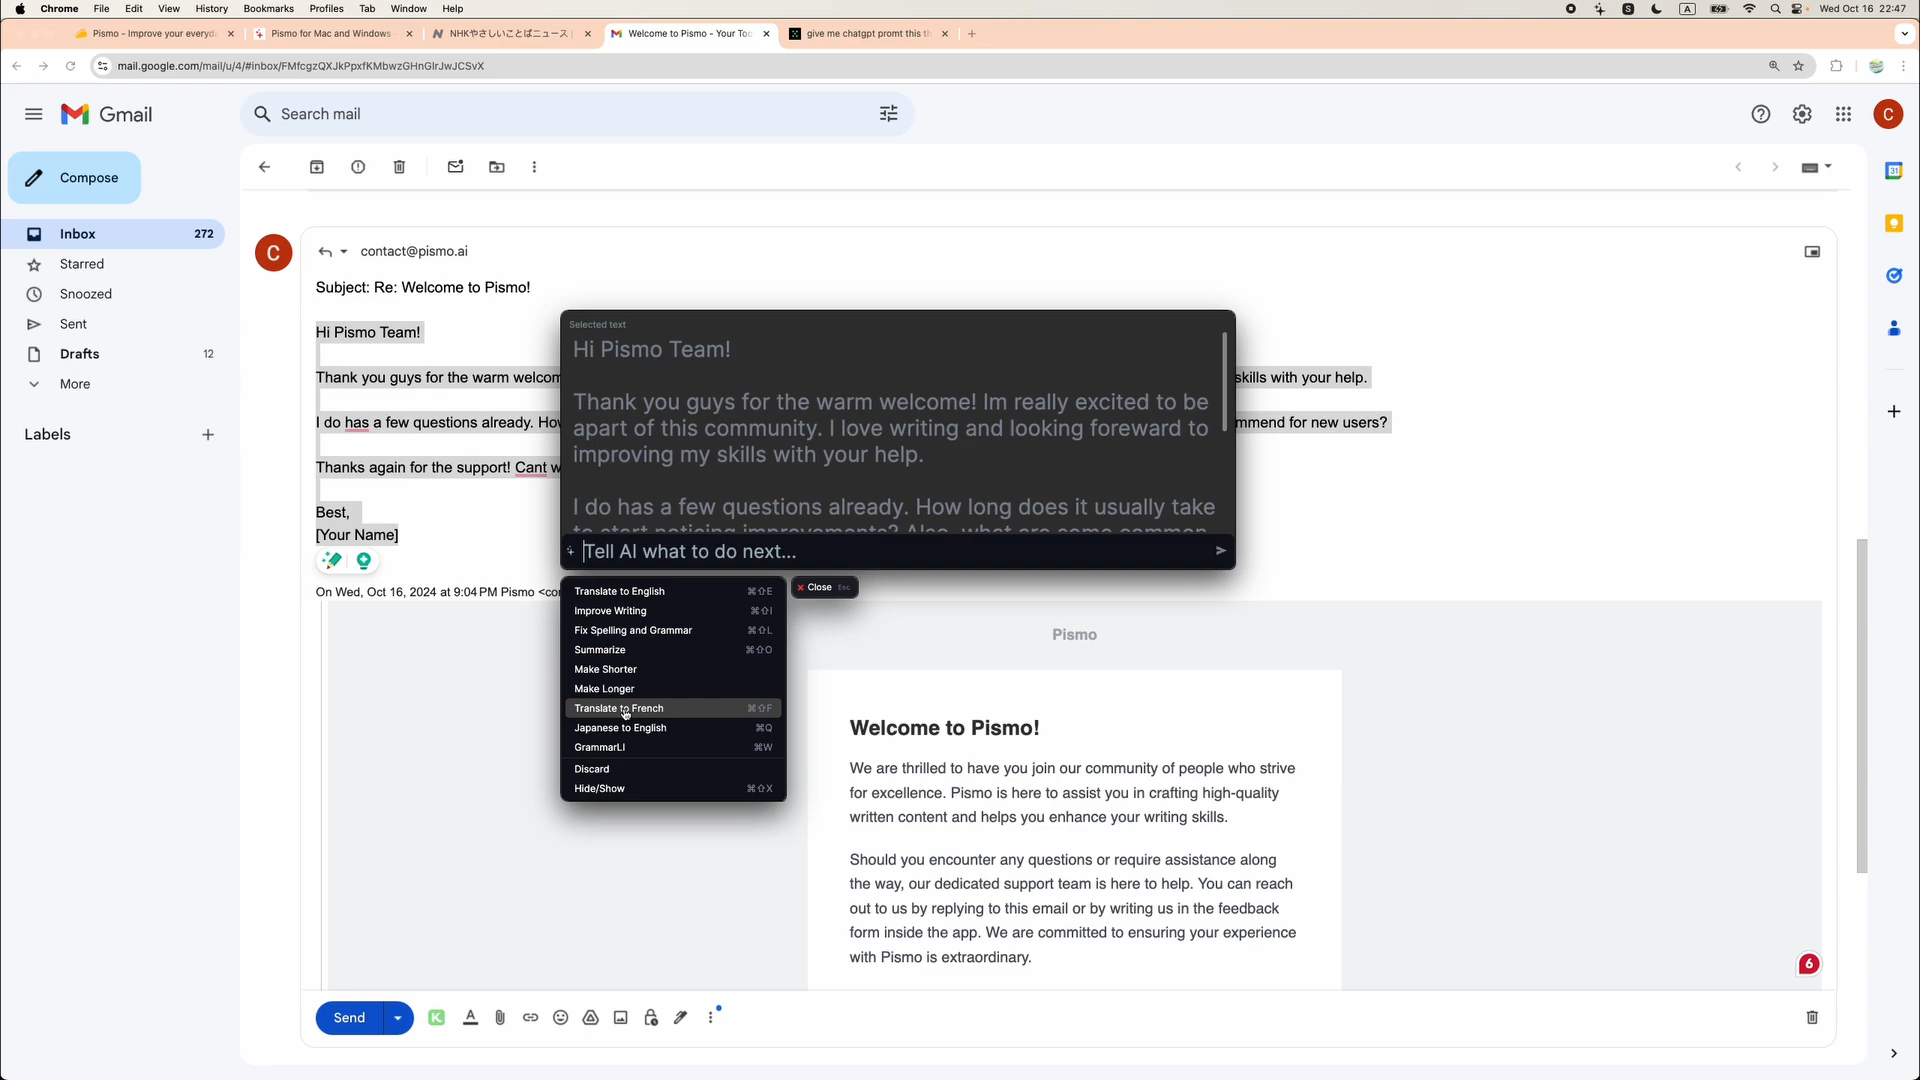 Chrome File Edit View History Bookmarks Profiles Tab Window Help
S A Wed Oct 16 22:47
Pismo - Improve your everyda
Pismo for Mac and Windows
NHKやさしいことばニュース
Welcome to Pismo - Your Too
give me chatgpt promt this th
mail.google.com/mail/u/4/#inbox/FMfcgzQXJkPpxfKMbwzGHnGlrJwJCSvX
Gmail
Search mail
C
Compose
Inbox 272
Starred
Snoozed
Sent
Drafts 12
More
Labels
31
C
contact@pismo.ai
Subject: Re: Welcome to Pismo!
Hi Pismo Team!
Thank you guys for the warm welcom
skills with your help.
I do has a few questions already. Hov
mmend for new users?
Thanks again for the support! Cant w
Best,
[Your Name]
On Wed, Oct 16, 2024 at 9:04 PM Pismo <co
Selected text
Hi Pismo Team!
Thank you guys for the warm welcome! Im really excited to be
apart of this community. I love writing and looking foreward to
improving my skills with your help.
I do has a few questions already. How long does it usually take
to start noticing improvements? Also, what are some common
Tell AI what to do next...
Close Esc
Translate to English ⌘⇧E
Improve Writing ⌘⇧I
Fix Spelling and Grammar ⌘⇧L
Summarize ⌘⇧O
Make Shorter
Make Longer
Translate to French ⌘⇧F
Japanese to English ⌘Q
GrammarLI ⌘W
Discard
Hide/Show ⌘⇧X
Pismo
Welcome to Pismo!
We are thrilled to have you join our community of people who strive
for excellence. Pismo is here to assist you in crafting high-quality
written content and helps you enhance your writing skills.
Should you encounter any questions or require assistance along
the way, our dedicated support team is here to help. You can reach
out to us by replying to this email or by writing us in the feedback
form inside the app. We are committed to ensuring your experience
with Pismo is extraordinary.
6
Send
K